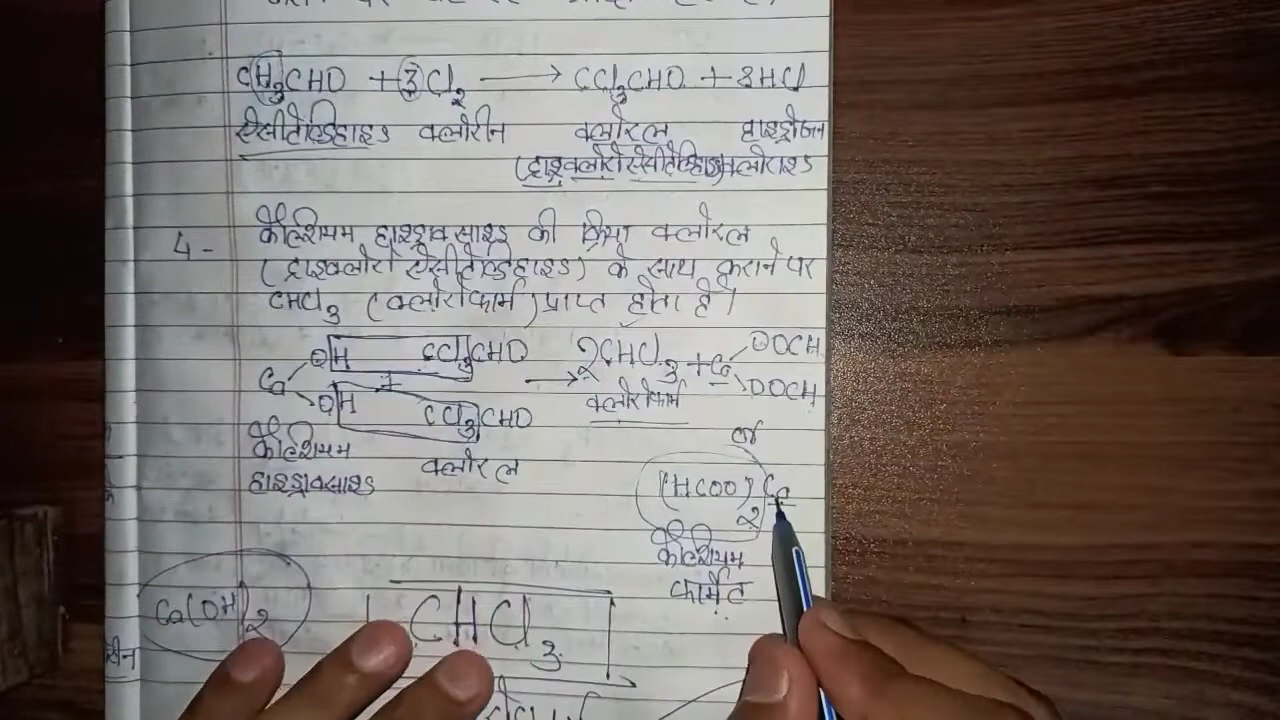 CH₃CHO + 3Cl₂ ⟶ CCl₃CHO + 3HCl
ऐसीटेल्डिहाइड क्लोरीन क्लोरल हाइड्रोजन
(ट्राइक्लोरोऐसीटेल्डिहाइड) क्लोराइड
4- कैल्शियम हाइड्राक्साइड की क्रिया क्लोरल
(ट्राइक्लोरो ऐसीटेल्डिहाइड) के साथ कराने पर
CHCl₃ (क्लोरोफार्म) प्राप्त होता है।
OH CCl₃CHO OOCH
Ca + ⟶ 2CHCl₃ + Ca
OH CCl₃CHO क्लोरोफार्म OOCH
कैल्शियम or
हाइड्राक्साइड क्लोरल
(HCOO)₂Ca
कैल्शियम
फार्मेट
Ca(OH)₂ CHCl₃